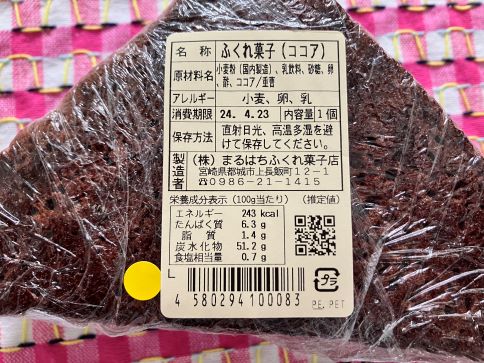 名称 ふくれ菓子(ココア)
原材料名 小麦粉(国内製造)、乳飲料、砂糖、卵
、酢、ココア/重曹
アレルギー 小麦、卵、乳
消費期限 24. 4.23 内容量 1個
保存方法 直射日光、高温多湿を避
けて保存してください。
製造者 (株)まるはちふくれ菓子店
宮崎県都城市上長飯町12-1
☎0986-21-1415
栄養成分表示(100g当たり) (推定値)
エネルギー 243 kcal
たんぱく質 6.3 g
脂質 1.4 g
炭水化物 51.2 g
食塩相当量 0.7 g
L
4 580294 100083
プラ
PE, PET